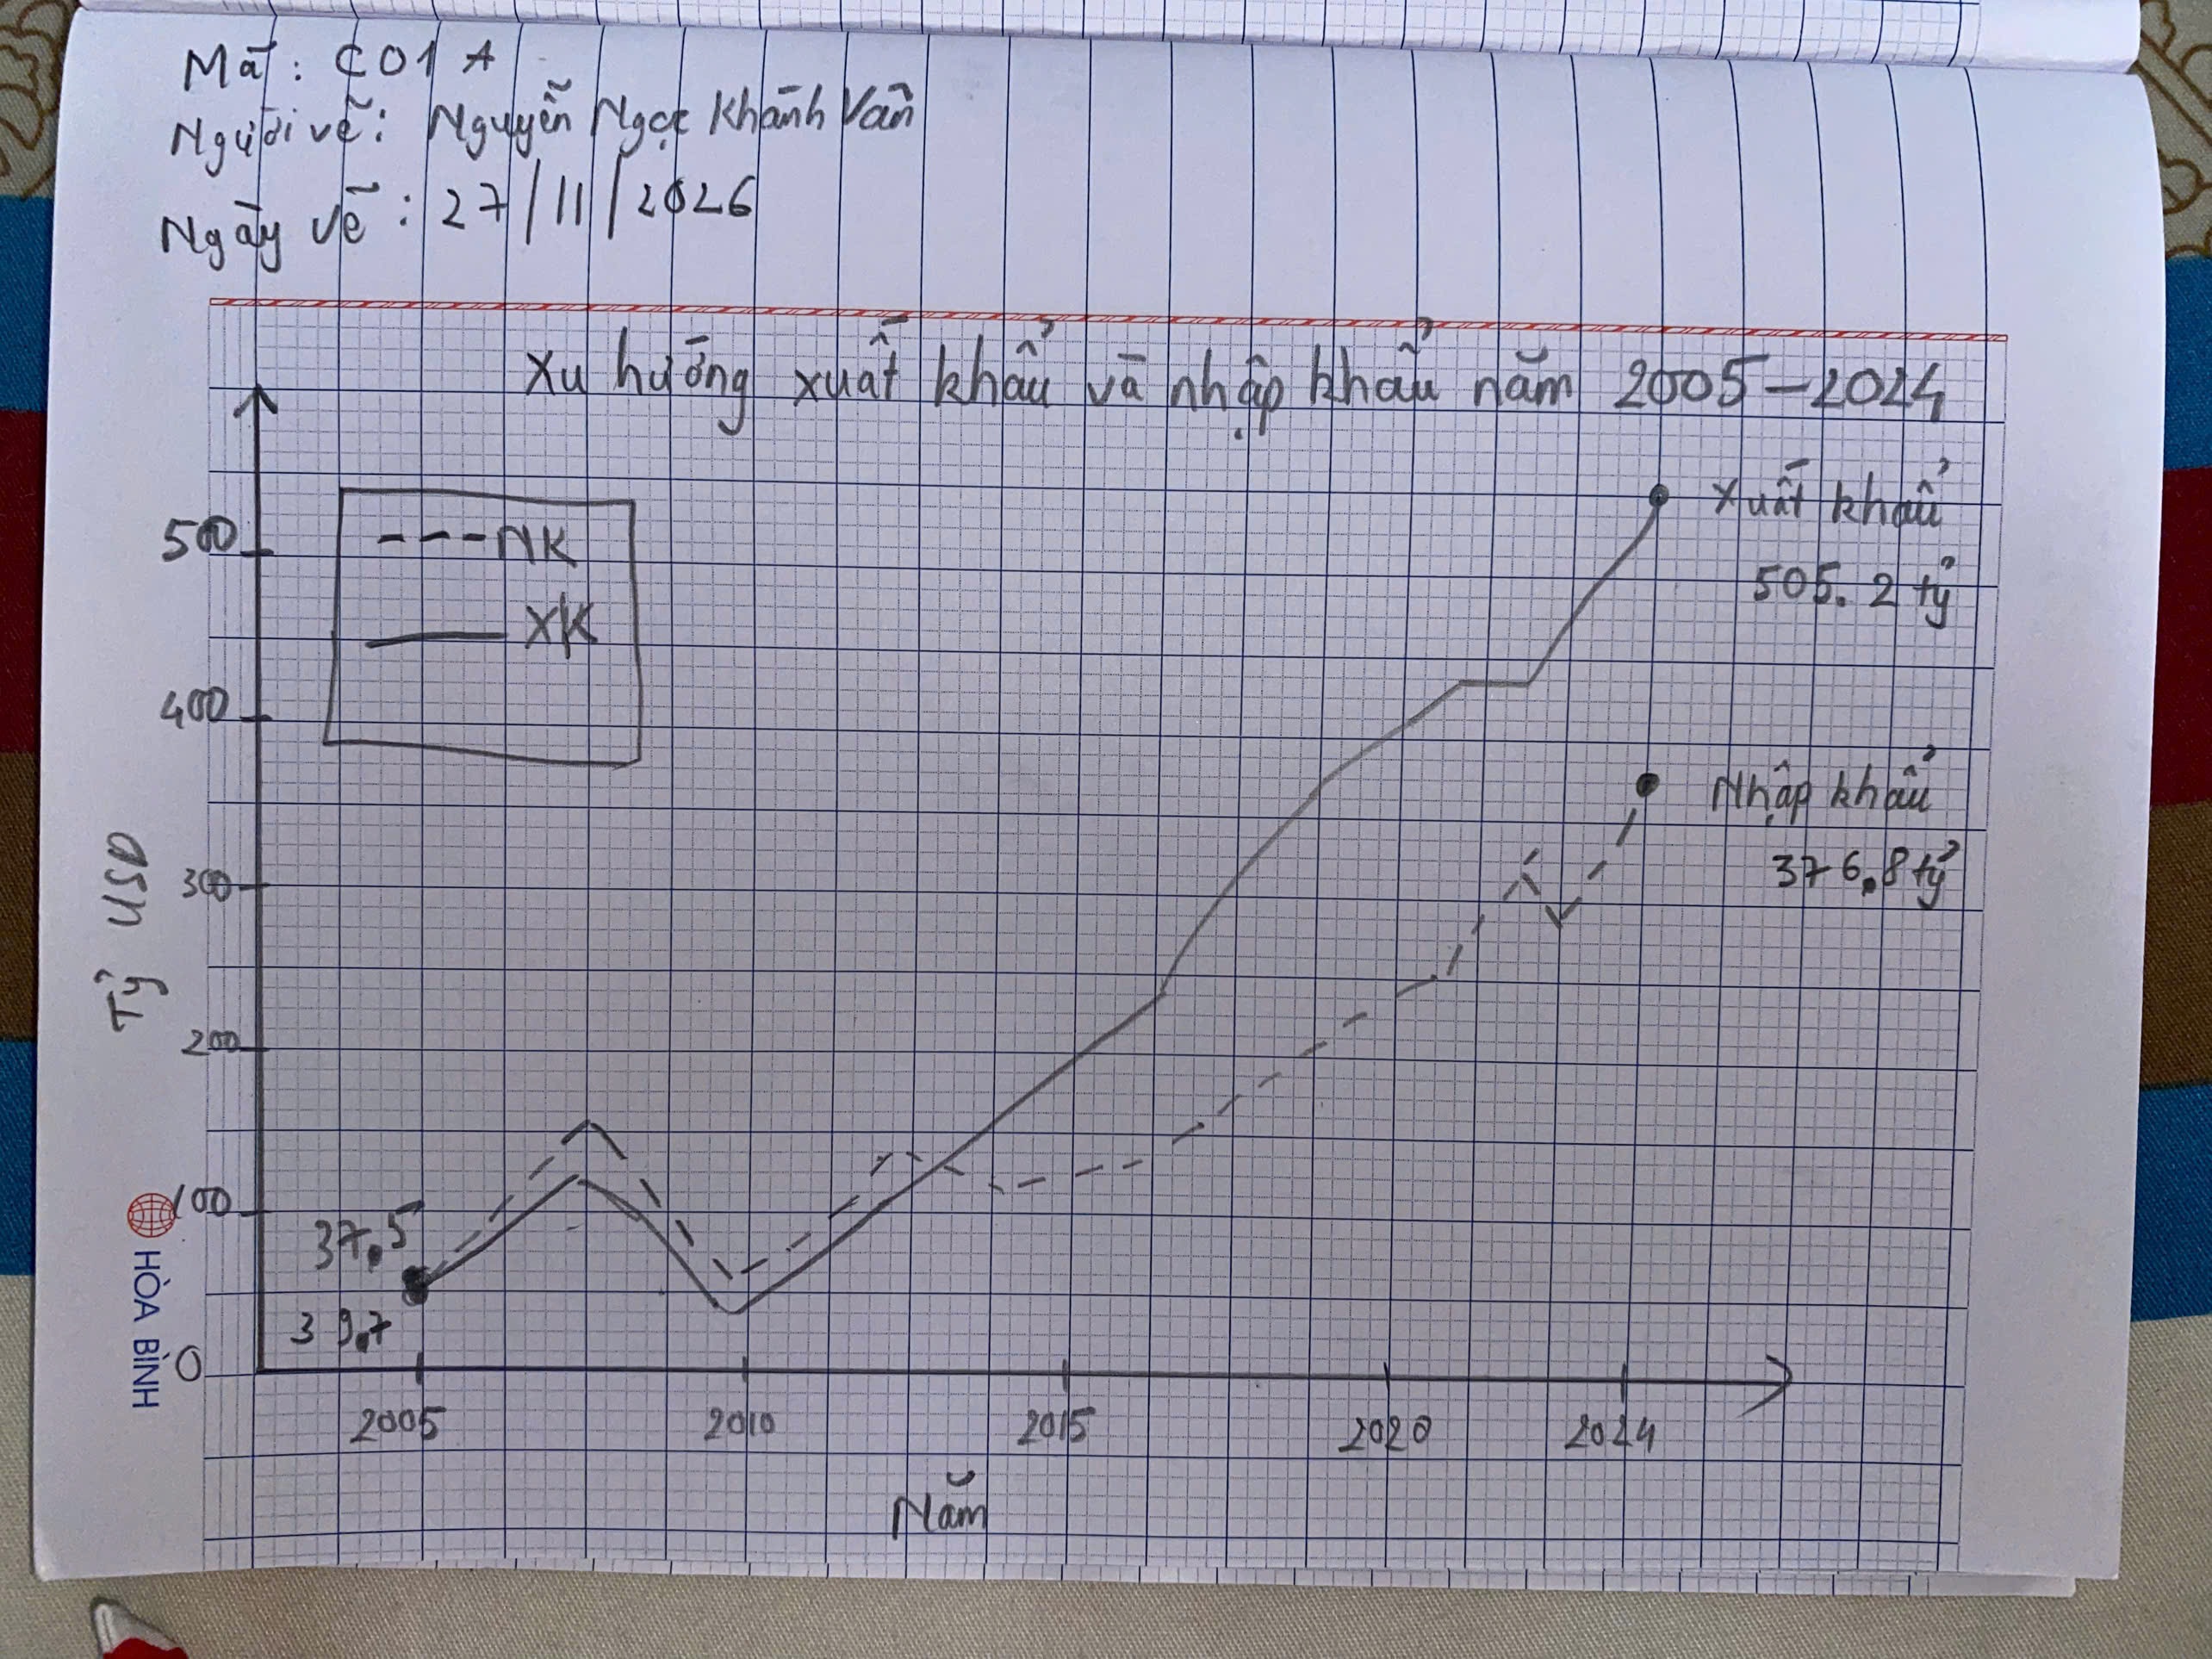 Mã: C01A
Người vẽ: Nguyễn Ngọc Khánh Vân
Ngày vẽ: 27/11/2026
Xu hướng xuất khẩu và nhập khẩu năm 2005-2024
NK
XK
Xuất khẩu
505.2 tỷ
Nhập khẩu
376.8 tỷ
Tỷ USD
500
400
300
200
100
0
37.5
39.7
2005 2010 2015 2020 2024
Năm
HÒA BÌNH